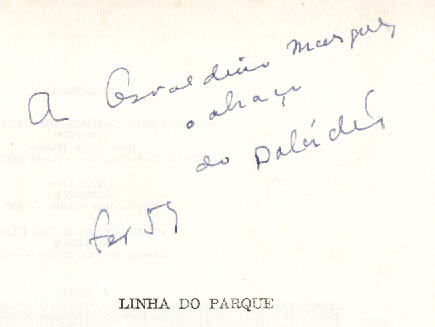 A Osvaldino Marques,
o abraço
do Dalcídio
fev 59
LINHA DO PARQUE